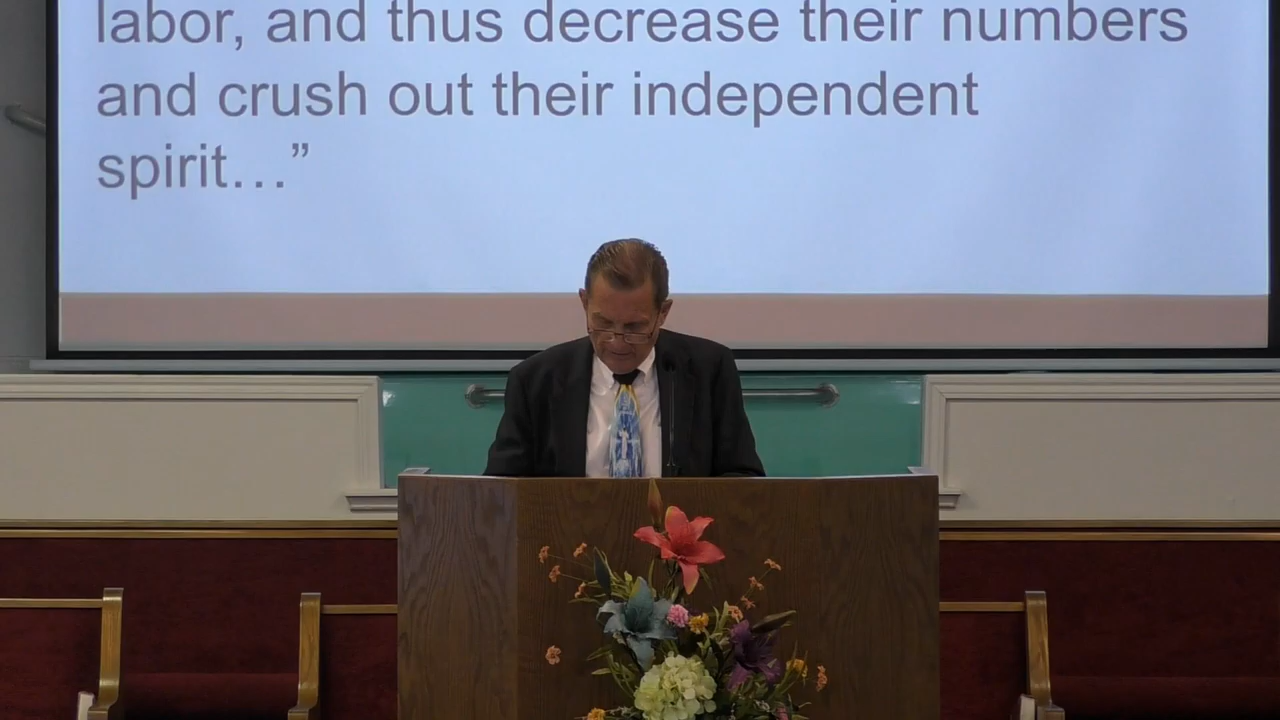 labor, and thus decrease their numbers
and crush out their independent
spirit…”